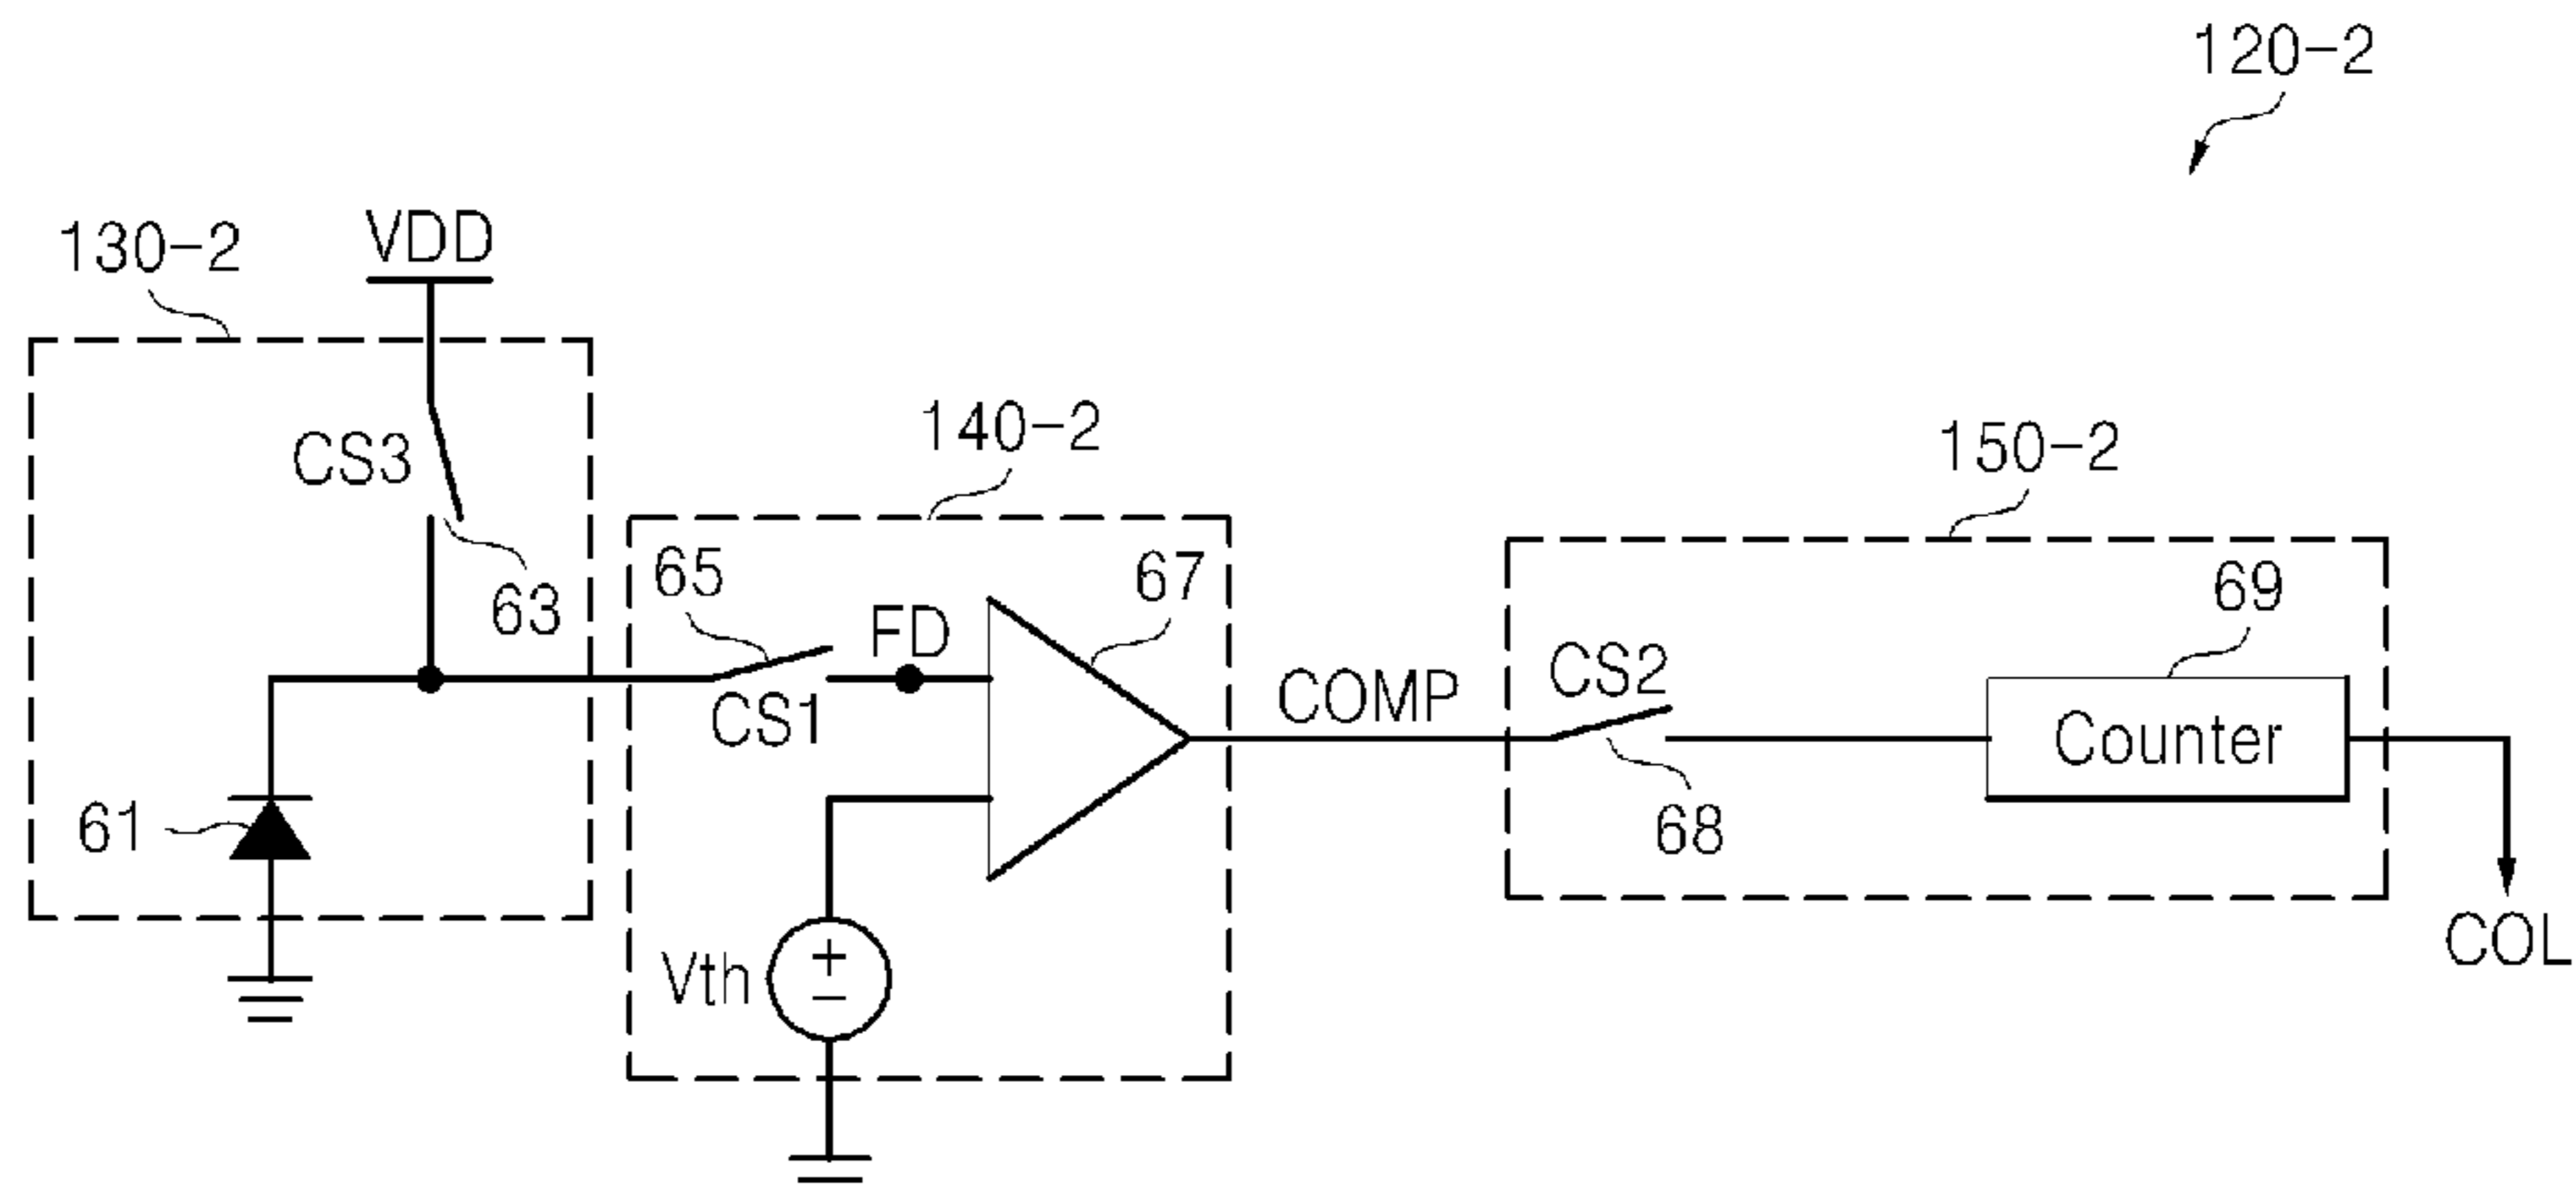 120-2
130-2
VDD
140-2
150-2
CS3
63
65
FD
67
69
CS1
COMP
CS2
Counter
61
68
Vth
+
−
COL